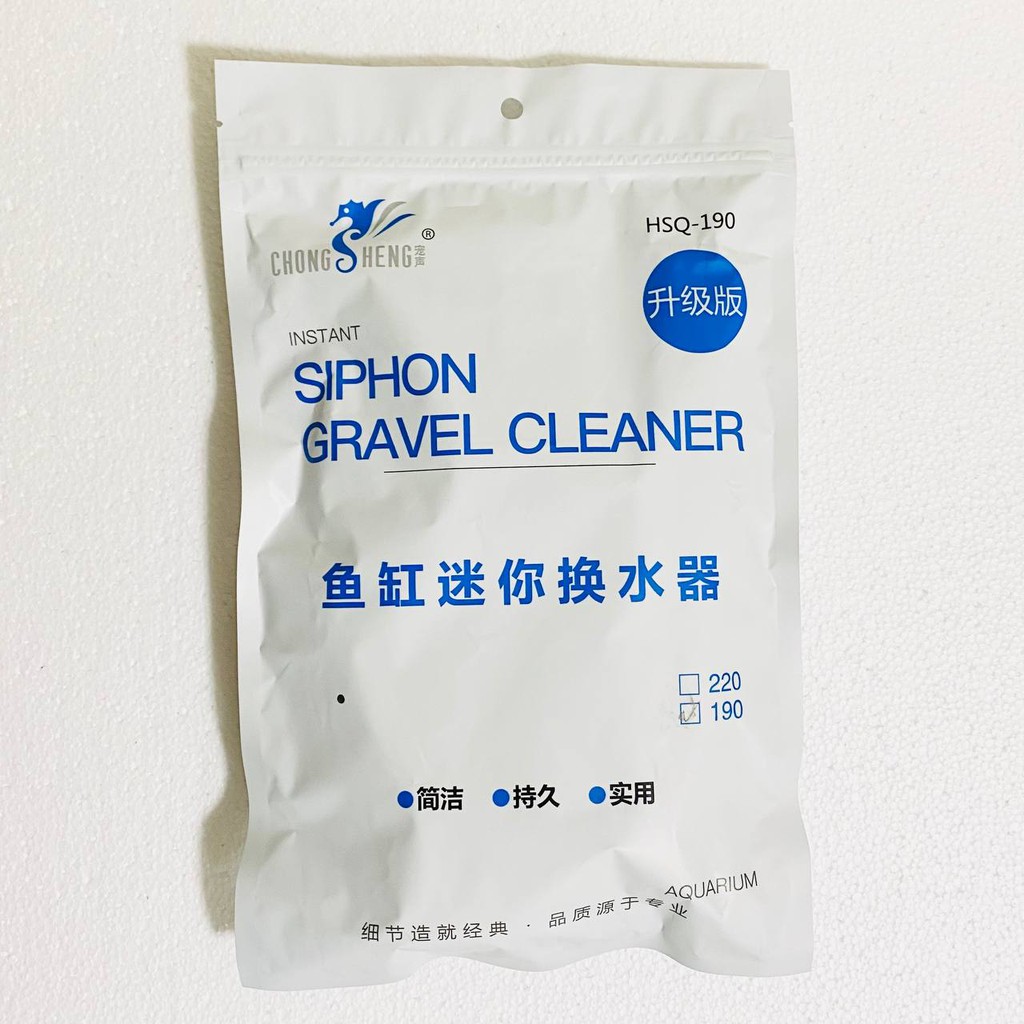 CHONG SHENG 宠声 ®
HSQ-190
升级版
INSTANT
SIPHON
GRAVEL CLEANER
鱼缸迷你换水器
220
190
●简洁 ●持久 ●实用
AQUARIUM
细节造就经典 · 品质源于专业